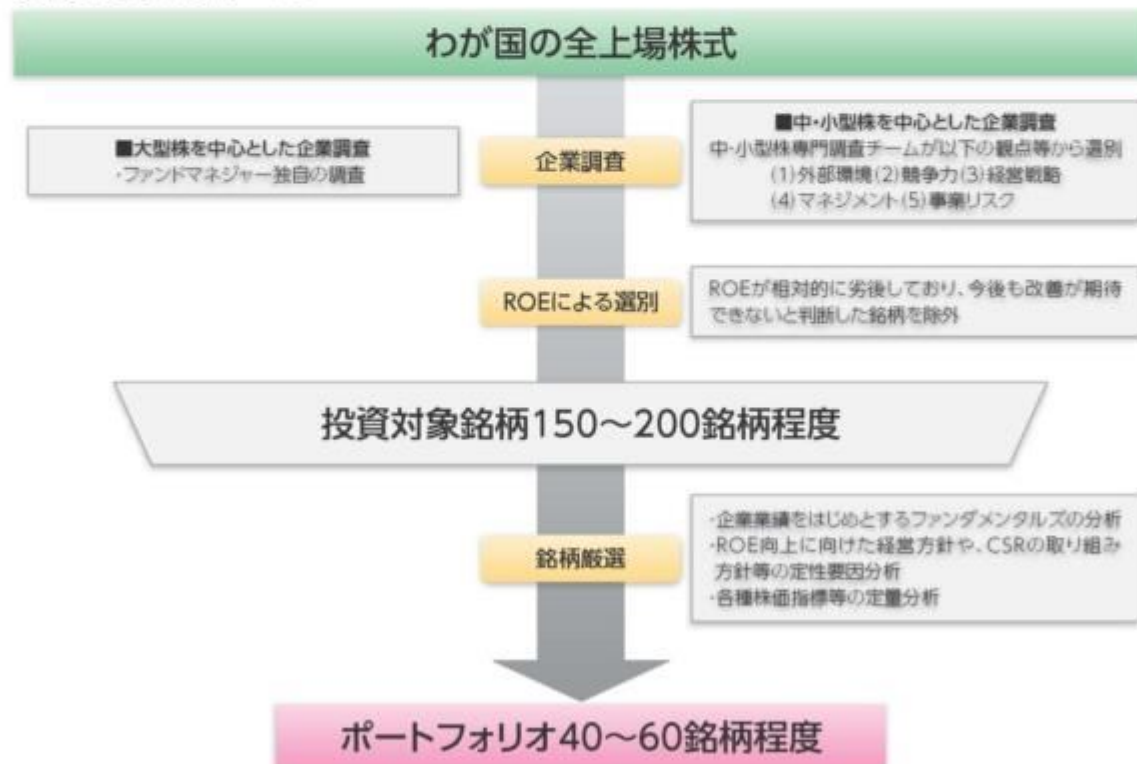 わが国の全上場株式
■大型株を中心とした企業調査
・ファンドマネジャー独自の調査
企業調査
■中・小型株を中心とした企業調査
中・小型株専門調査チームが以下の観点等から選別
(1)外部環境(2)競争力(3)経営戦略
(4)マネジメント(5)事業リスク
ROEによる選別
ROEが相対的に劣後しており、今後も改善が期待
できないと判断した銘柄を除外
投資対象銘柄150〜200銘柄程度
銘柄厳選
・企業業績をはじめとするファンダメンタルズの分析
・ROE向上に向けた経営方針や、CSRの取り組み
方針等の定性要因分析
・各種株価指標等の定量分析
ポートフォリオ40〜60銘柄程度